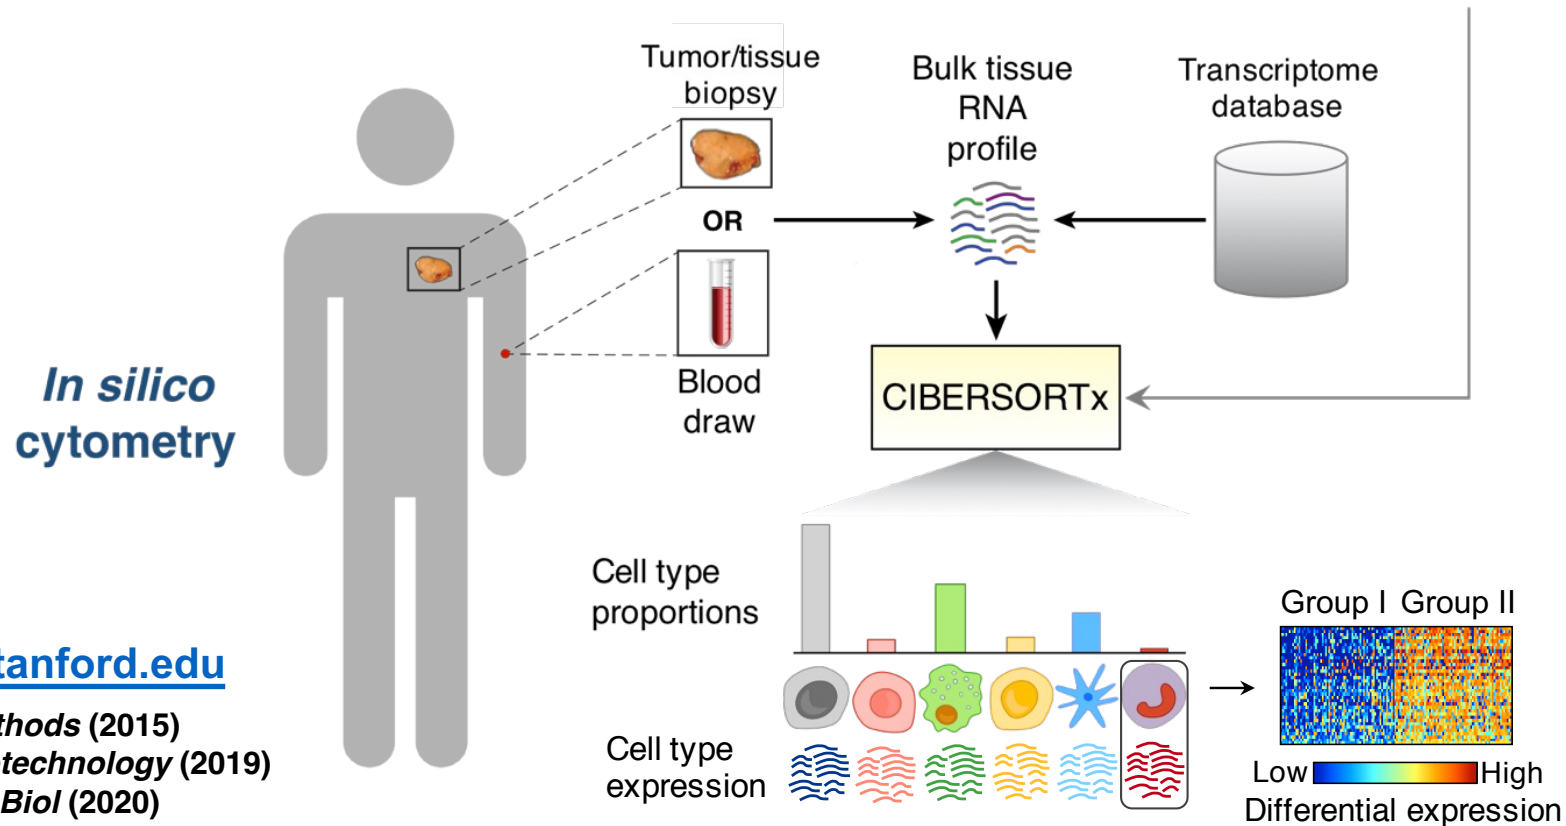 Tumor/tissue
biopsy
OR
Blood
draw
Bulk tissue
RNA
profile
Transcriptome
database
In silico
cytometry
CIBERSORTx
Cell type
proportions
Cell type
expression
Group I Group II
Low High
Differential expression
tanford.edu
thods (2015)
technology (2019)
Biol (2020)